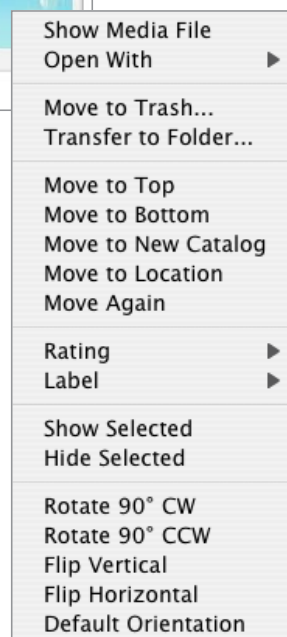 Show Media File
Open With
Move to Trash...
Transfer to Folder...
Move to Top
Move to Bottom
Move to New Catalog
Move to Location
Move Again
Rating
Label
Show Selected
Hide Selected
Rotate 90° CW
Rotate 90° CCW
Flip Vertical
Flip Horizontal
Default Orientation